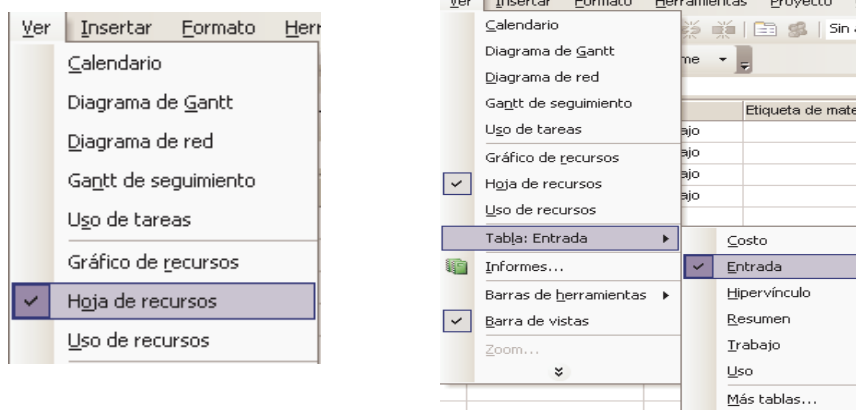 Ver Insertar Formato Herr
Calendario
Diagrama de Gantt
Diagrama de red
Gantt de seguimiento
Uso de tareas
Gráfico de recursos
Hoja de recursos
Uso de recursos
Ver Insertar Formato Herramientas Proyecto
Calendario
Diagrama de Gantt
Diagrama de red
Gantt de seguimiento
Uso de tareas
Gráfico de recursos
Hoja de recursos
Uso de recursos
Tabla: Entrada
Informes...
Barras de herramientas
Barra de vistas
Zoom...
Sin
me
Etiqueta de mate
ajo
ajo
ajo
ajo
Costo
Entrada
Hipervínculo
Resumen
Trabajo
Uso
Más tablas...